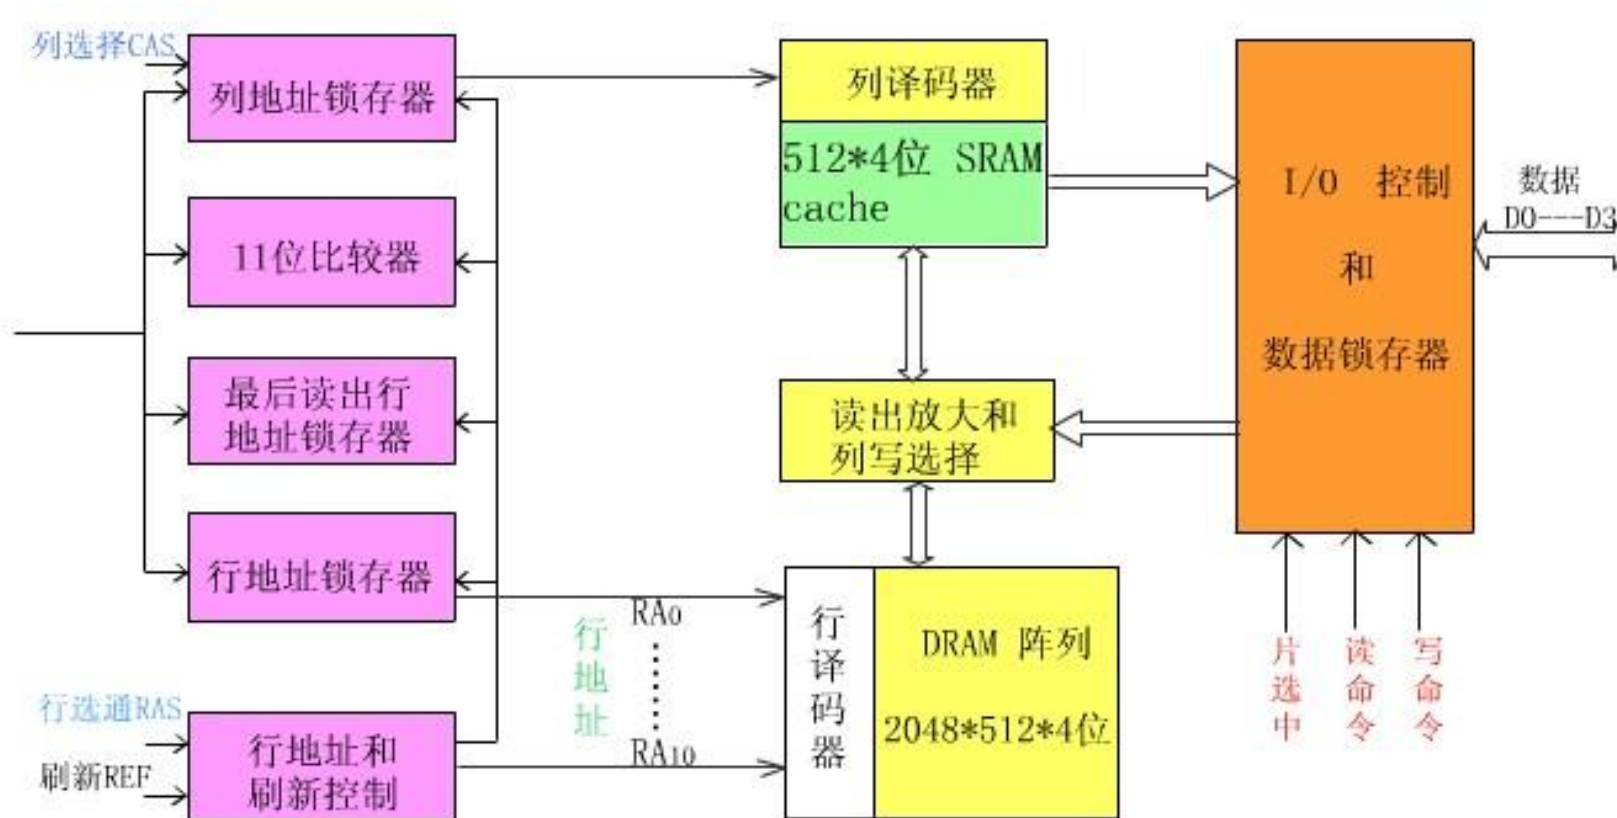 列选择CAS
列地址锁存器
11位比较器
最后读出行
地址锁存器
行地址锁存器
行选通RAS
刷新REF
行地址和
刷新控制
行地址
RA0
RA10
列译码器
512*4位 SRAM
cache
读出放大和
列写选择
行译码器
DRAM 阵列
2048*512*4位
I/O 控制
和
数据锁存器
数据
D0---D3
片选中
读命令
写命令